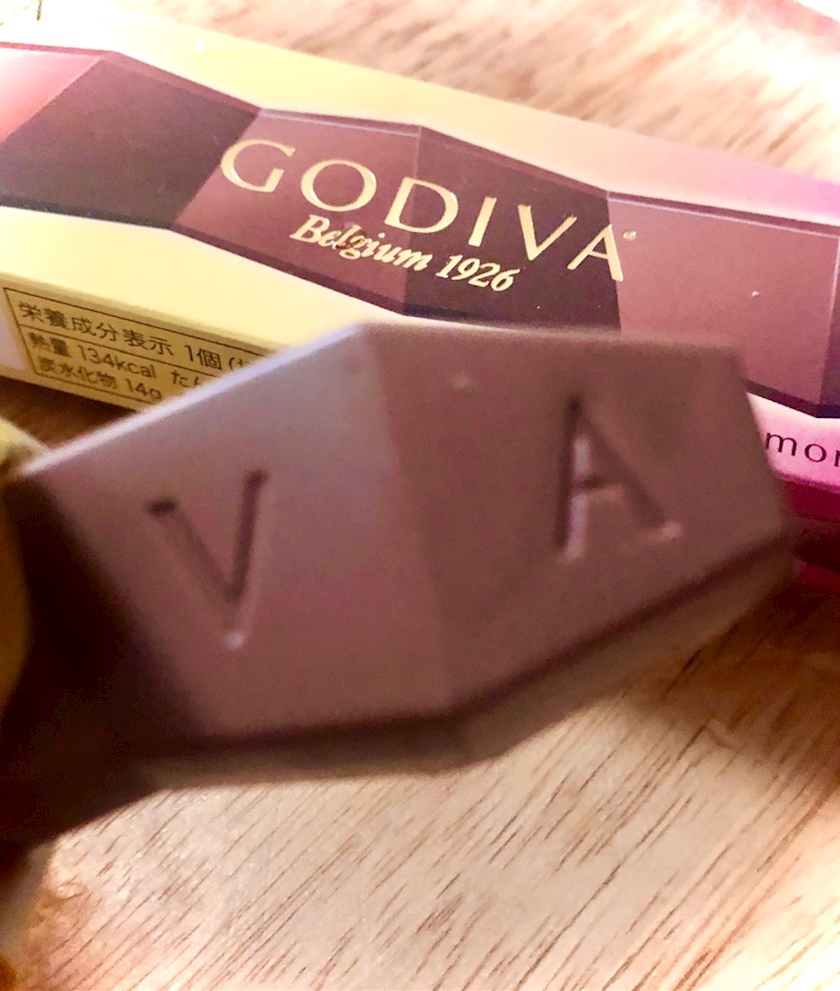 GODIVA
Belgium 1926
栄養成分表示 1個
熱量 134kcal
炭水化物 14g
V A